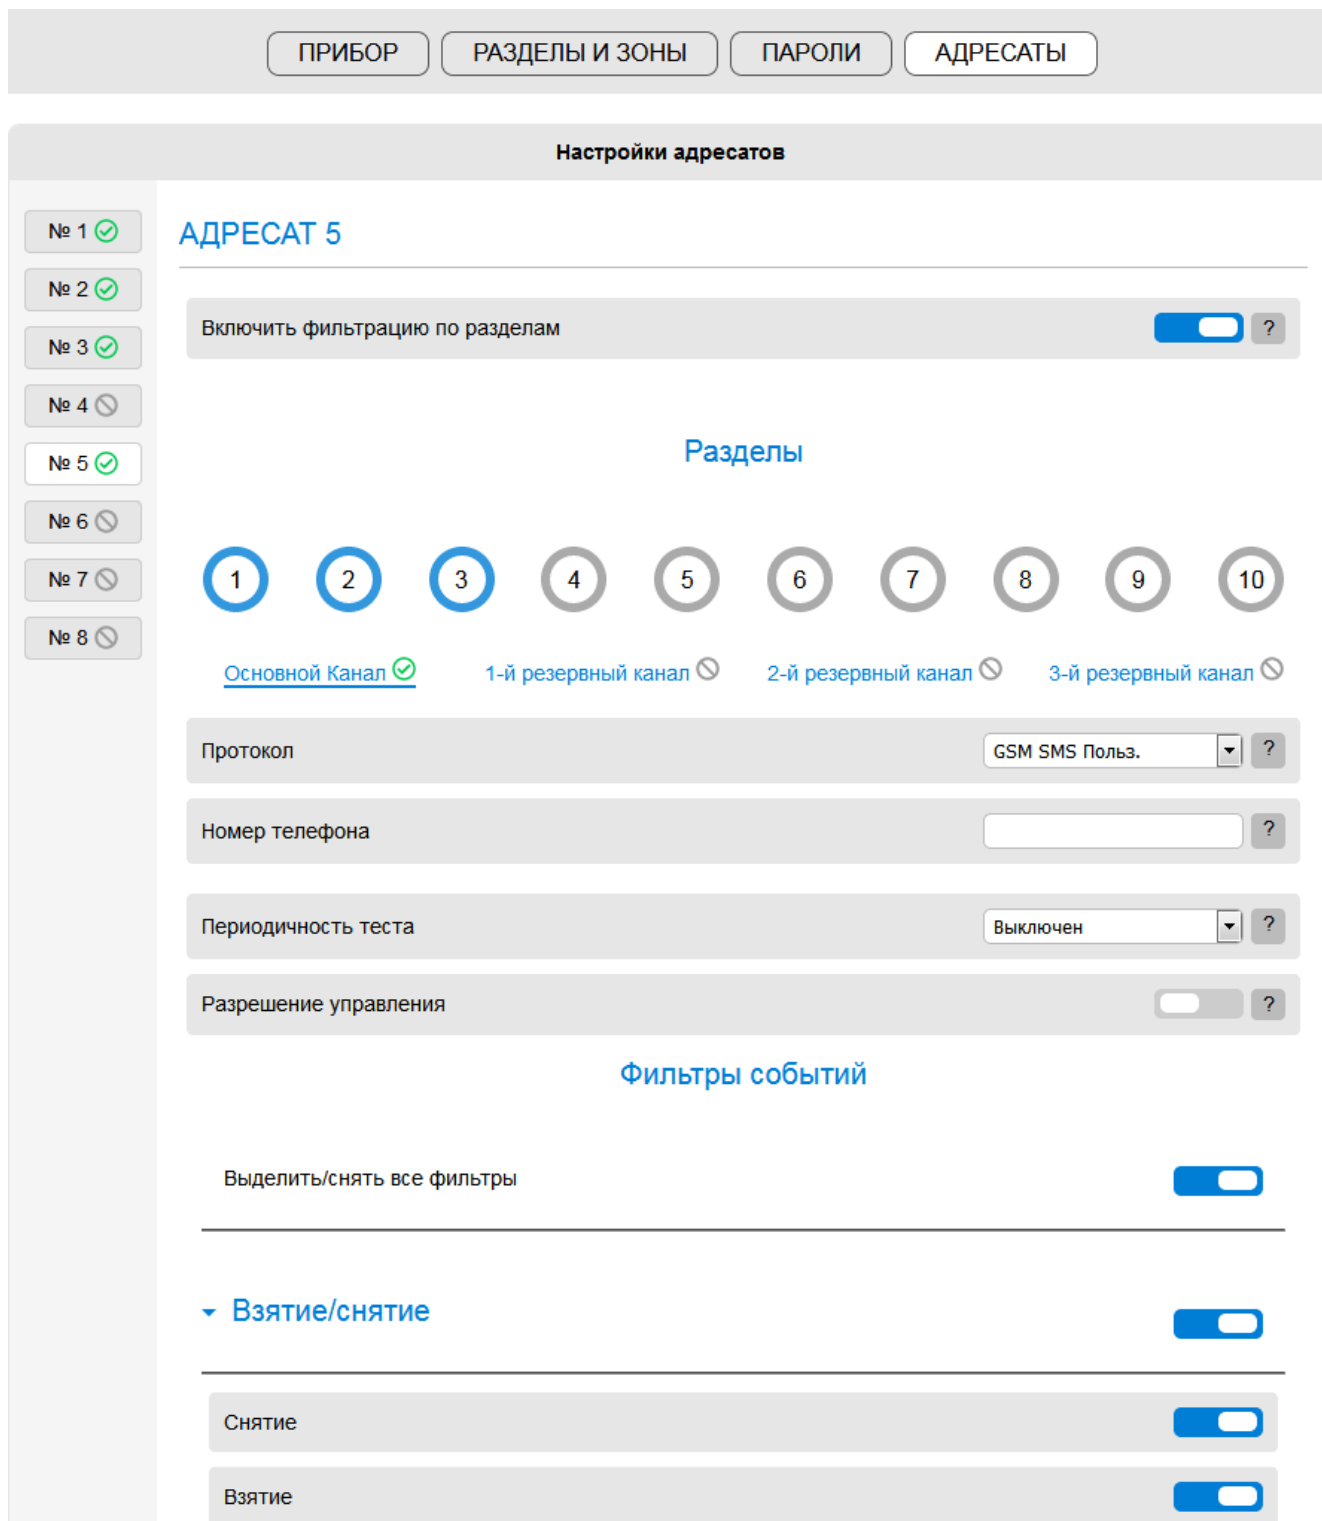 ПРИБОР РАЗДЕЛЫ И ЗОНЫ ПАРОЛИ АДРЕСАТЫ
Настройки адресатов
№ 1
№ 2
№ 3
№ 4
№ 5
№ 6
№ 7
№ 8
АДРЕСАТ 5
Включить фильтрацию по разделам ?
Разделы
1 2 3 4 5 6 7 8 9 10
Основной Канал 1-й резервный канал 2-й резервный канал 3-й резервный канал
Протокол GSM SMS Польз. ?
Номер телефона ?
Периодичность теста Выключен ?
Разрешение управления ?
Фильтры событий
Выделить/снять все фильтры
Взятие/снятие
Снятие
Взятие